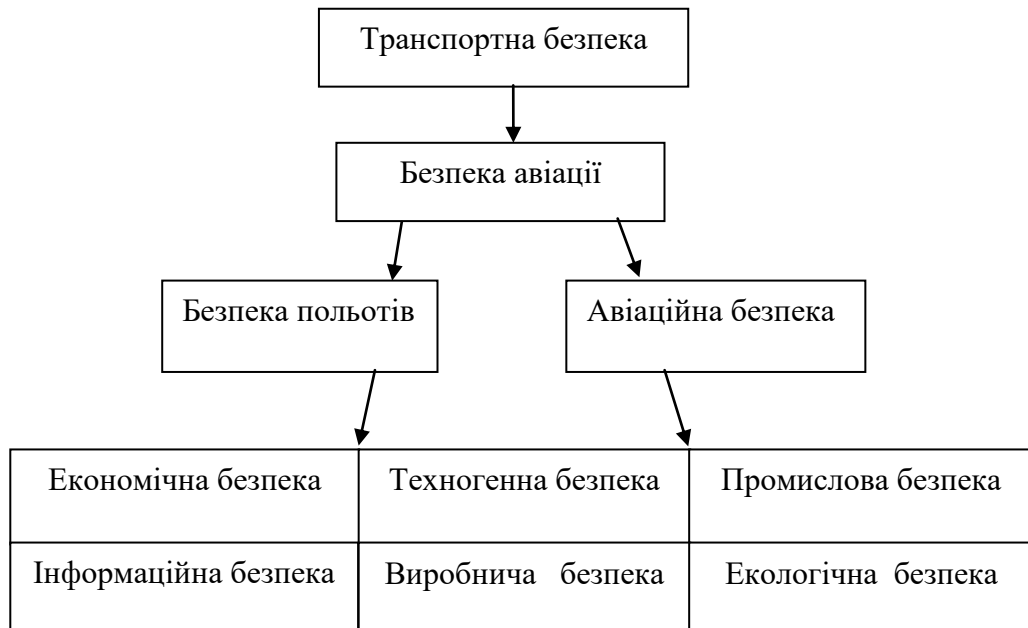 Транспортна безпека
Безпека авіації
Безпека польотів
Авіаційна безпека
Економічна безпека
Техногенна безпека
Промислова безпека
Інформаційна безпека
Виробнича безпека
Екологічна безпека